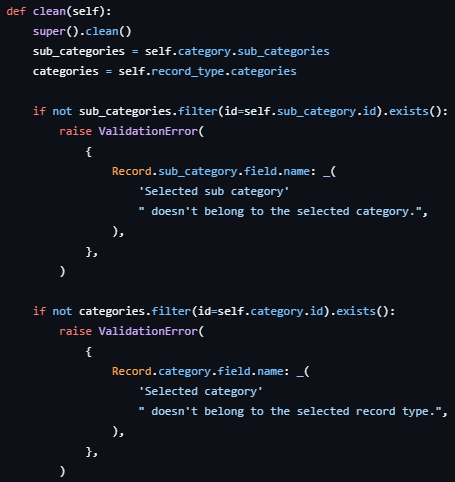 def clean(self):
    super().clean()
    sub_categories = self.category.sub_categories
    categories = self.record_type.categories

    if not sub_categories.filter(id=self.sub_category.id).exists():
        raise ValidationError(
            {
                Record.sub_category.field.name: _(
                    'Selected sub category'
                    " doesn't belong to the selected category.",
                ),
            },
        )

    if not categories.filter(id=self.category.id).exists():
        raise ValidationError(
            {
                Record.category.field.name: _(
                    'Selected category'
                    " doesn't belong to the selected record type.",
                ),
            },
        )